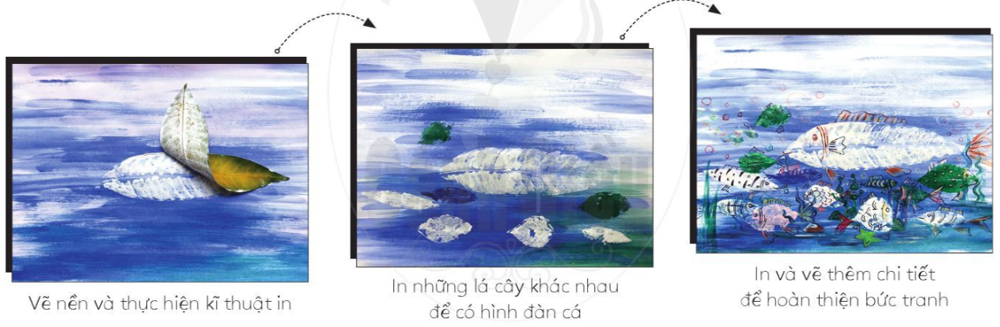 Vẽ nền và thực hiện kĩ thuật in
In những lá cây khác nhau
để có hình đàn cá
In và vẽ thêm chi tiết
để hoàn thiện bức tranh